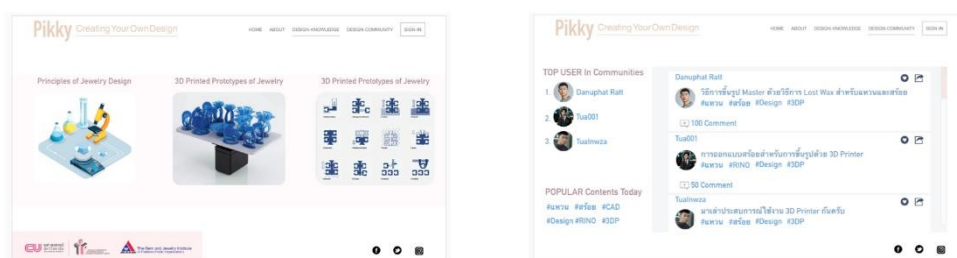 Pikky Creating Your Own Design
HOME ABOUT DESIGN-KNOWLEDGE DESIGN-COMMUNITY SIGN IN
Principles of Jewelry Design
3D Printed Prototypes of Jewelry
3D Printed Prototypes of Jewelry
CU
The Gem and Jewelry Institute
Pikky Creating Your Own Design
HOME ABOUT DESIGN-KNOWLEDGE DESIGN-COMMUNITY SIGN IN
TOP USER In Communities
1. Danuphat Ratt
2. Tua001
3. Tualnwza
POPULAR Contents Today
#แหวน #สร้อย #CAD
#Design #RINO #3DP
Danuphat Ratt
วิธีการขึ้นรูป Master ด้วยวิธีการ Lost Wax สำหรับแหวนและสร้อย
#แหวน #สร้อย #Design #3DP
100 Comment
Tua001
การออกแบบสร้อยสำหรับการขึ้นรูปด้วย 3D Printer
#แหวน #RINO #Design #3DP
50 Comment
Tualnwza
มาเล่าประสบการณ์ใช้งาน 3D Printer กันครับ
#แหวน #สร้อย #Design #3DP